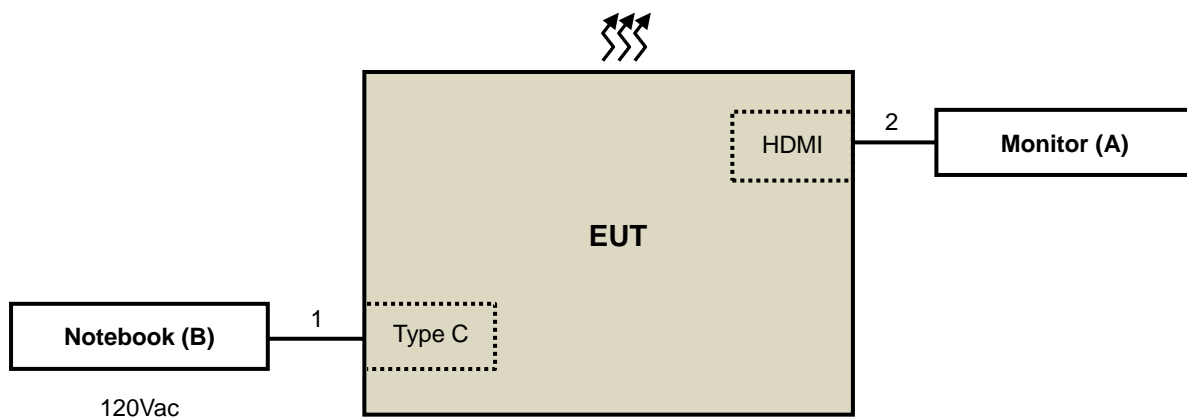 HDMI
2
Monitor (A)
EUT
Notebook (B)
1
Type C
120Vac